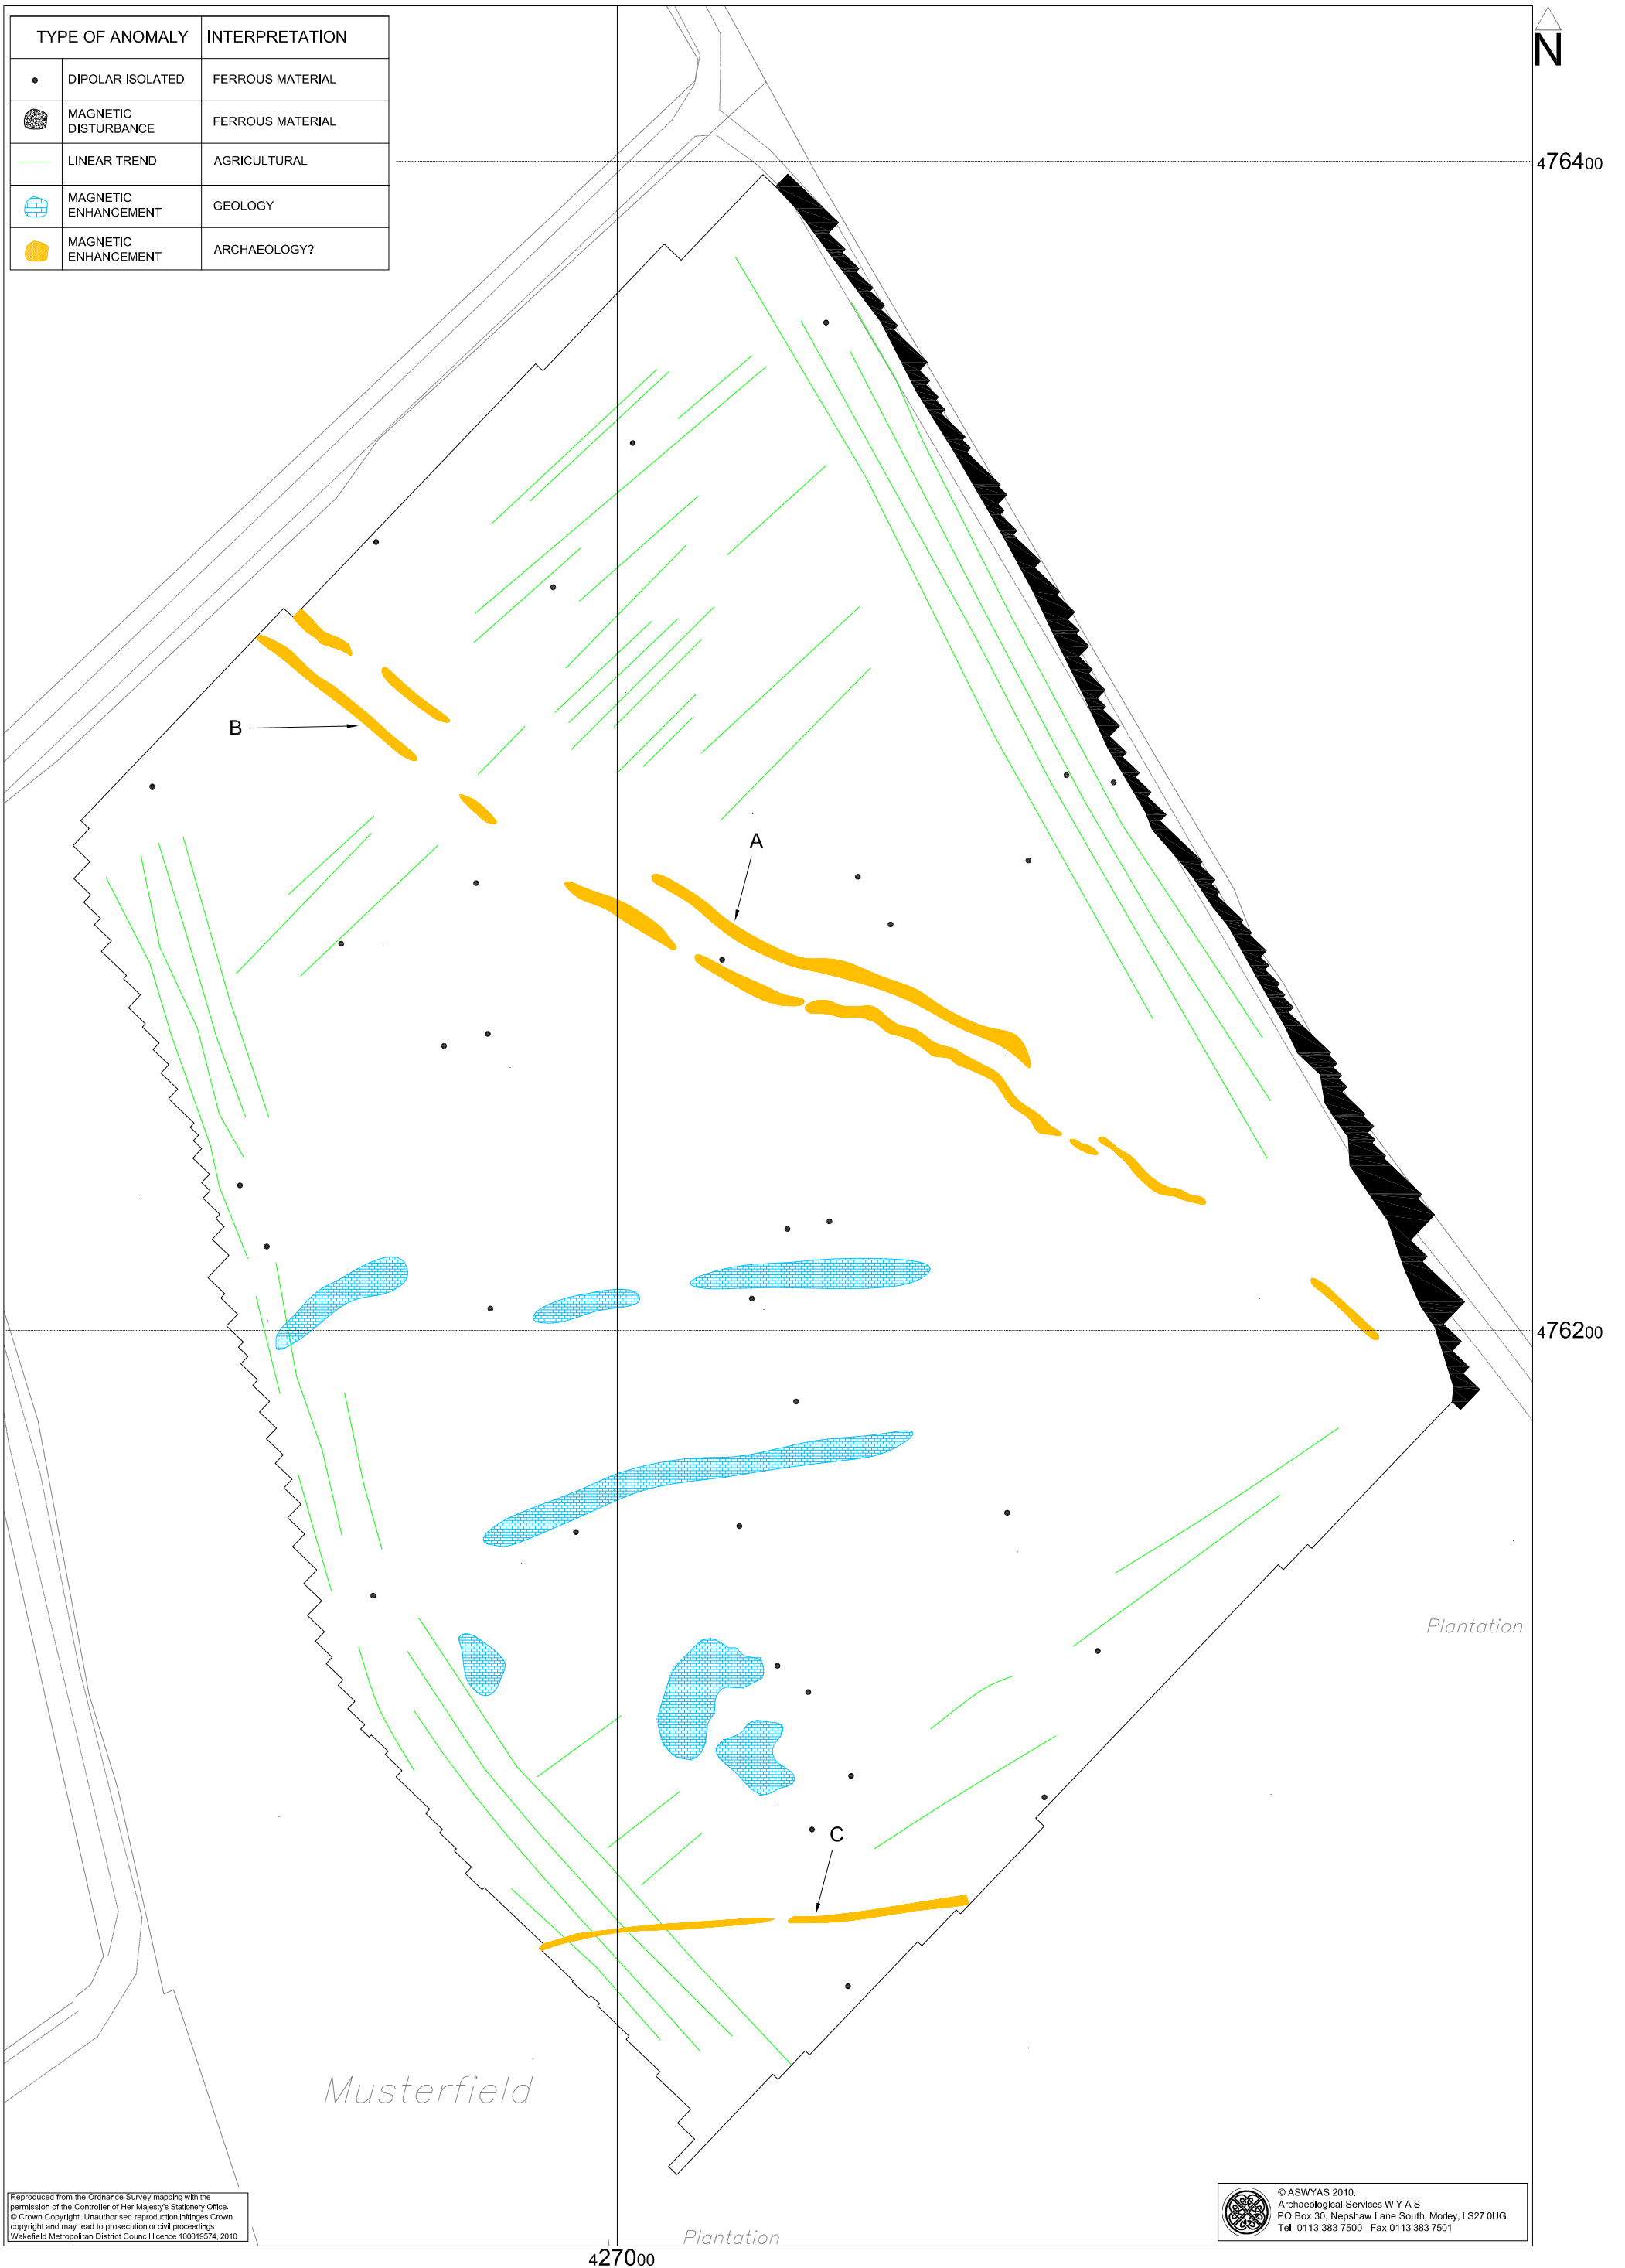 TYPE OF ANOMALY INTERPRETATION
DIPOLAR ISOLATED FERROUS MATERIAL
MAGNETIC
DISTURBANCE
FERROUS MATERIAL
LINEAR TREND AGRICULTURAL
MAGNETIC
ENHANCEMENT
GEOLOGY
MAGNETIC
ENHANCEMENT
ARCHAEOLOGY?
N
476400
B
A
476200
Plantation
C
Musterfield
Reproduced from the Ordnance Survey mapping with the
permission of the Controller of Her Majesty's Stationery Office.
© Crown Copyright. Unauthorised reproduction infringes Crown
copyright and may lead to prosecution or civil proceedings.
Wakefield Metropolitan District Council licence 100019574, 2010.
Plantation
© ASWYAS 2010.
Archaeological Services W Y A S
PO Box 30, Nepshaw Lane South, Morley, LS27 0UG
Tel: 0113 383 7500 Fax:0113 383 7501
427000